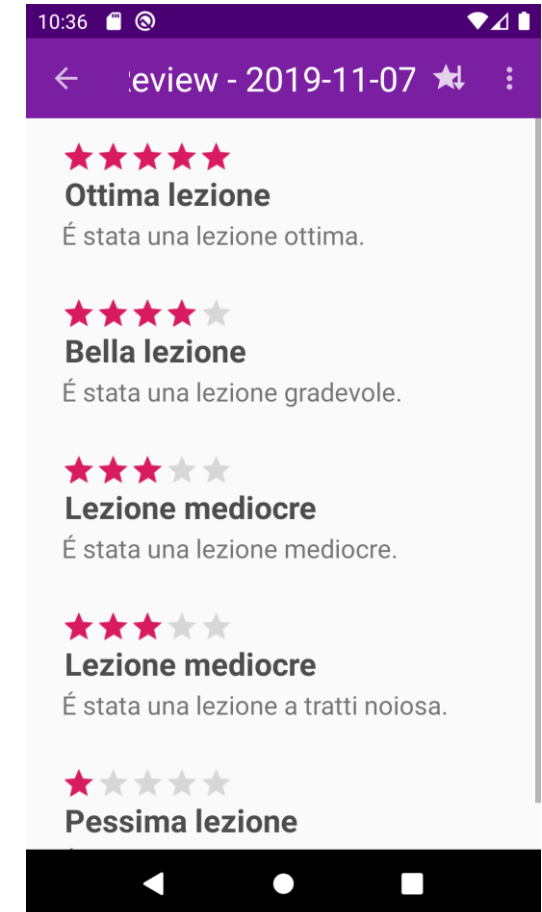 10:36
eview - 2019-11-07
Ottima lezione
É stata una lezione ottima.
Bella lezione
É stata una lezione gradevole.
Lezione mediocre
É stata una lezione mediocre.
Lezione mediocre
É stata una lezione a tratti noiosa.
Pessima lezione